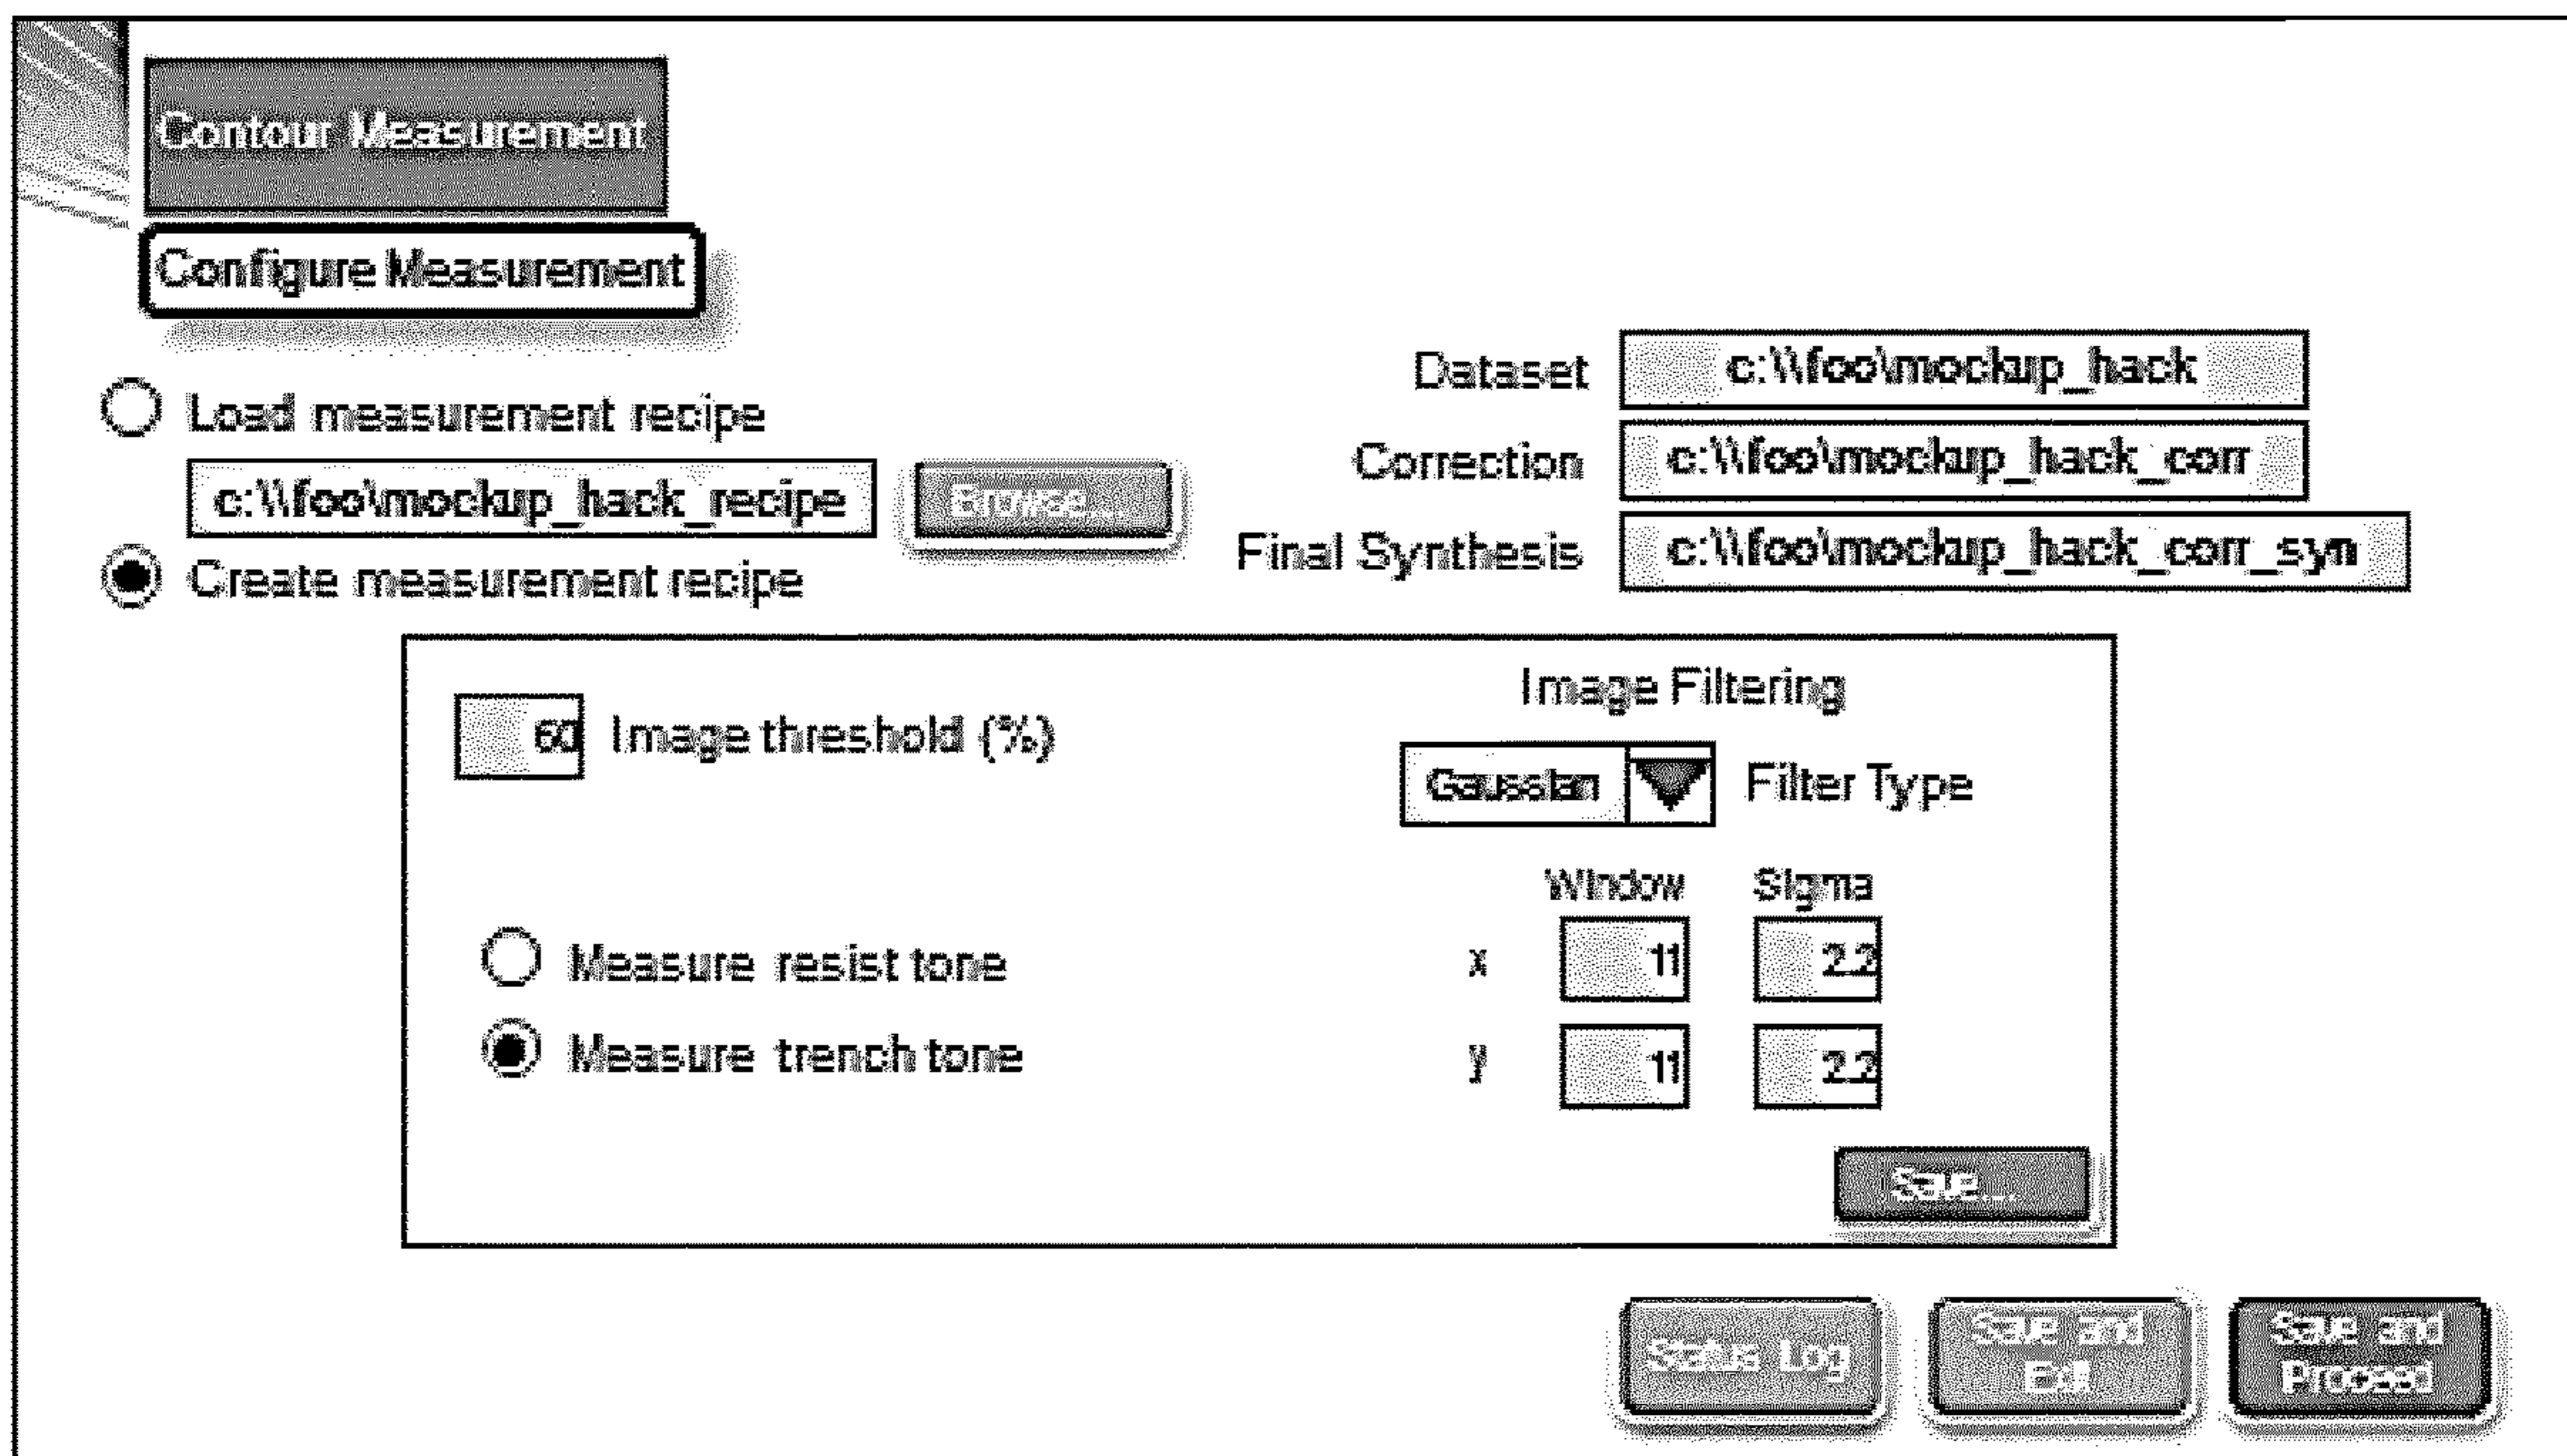 Contour Measurement
Configure Measurement
Load measurement recipe
c:\\foo\mockup_hack_recipe
Browse...
Create measurement recipe
Dataset
c:\\foo\mockup_hack
Correction
c:\\foo\mockup_hack_corr
Final Synthesis
c:\\foo\mockup_hack_corr_syn
60 Image threshold (%)
Measure resist tone
Measure trench tone
Image Filtering
Gaussian Filter Type
Window Sigma
x 11 2.2
y 11 2.2
Save...
Status Log
Save and
Exit
Save and
Proceed